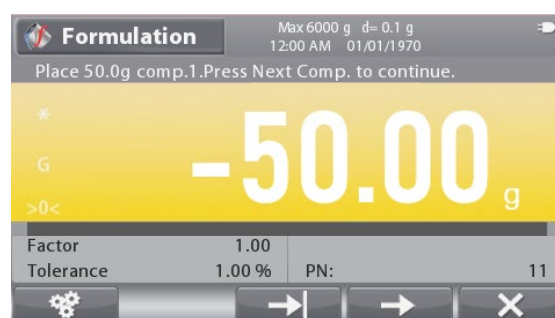 Formulation
Max 6000 g d= 0.1 g
12:00 AM 01/01/1970
Place 50.0g comp.1.Press Next Comp. to continue.
*
G
-50.00 g
>0<
Factor 1.00
Tolerance 1.00 % PN: 11